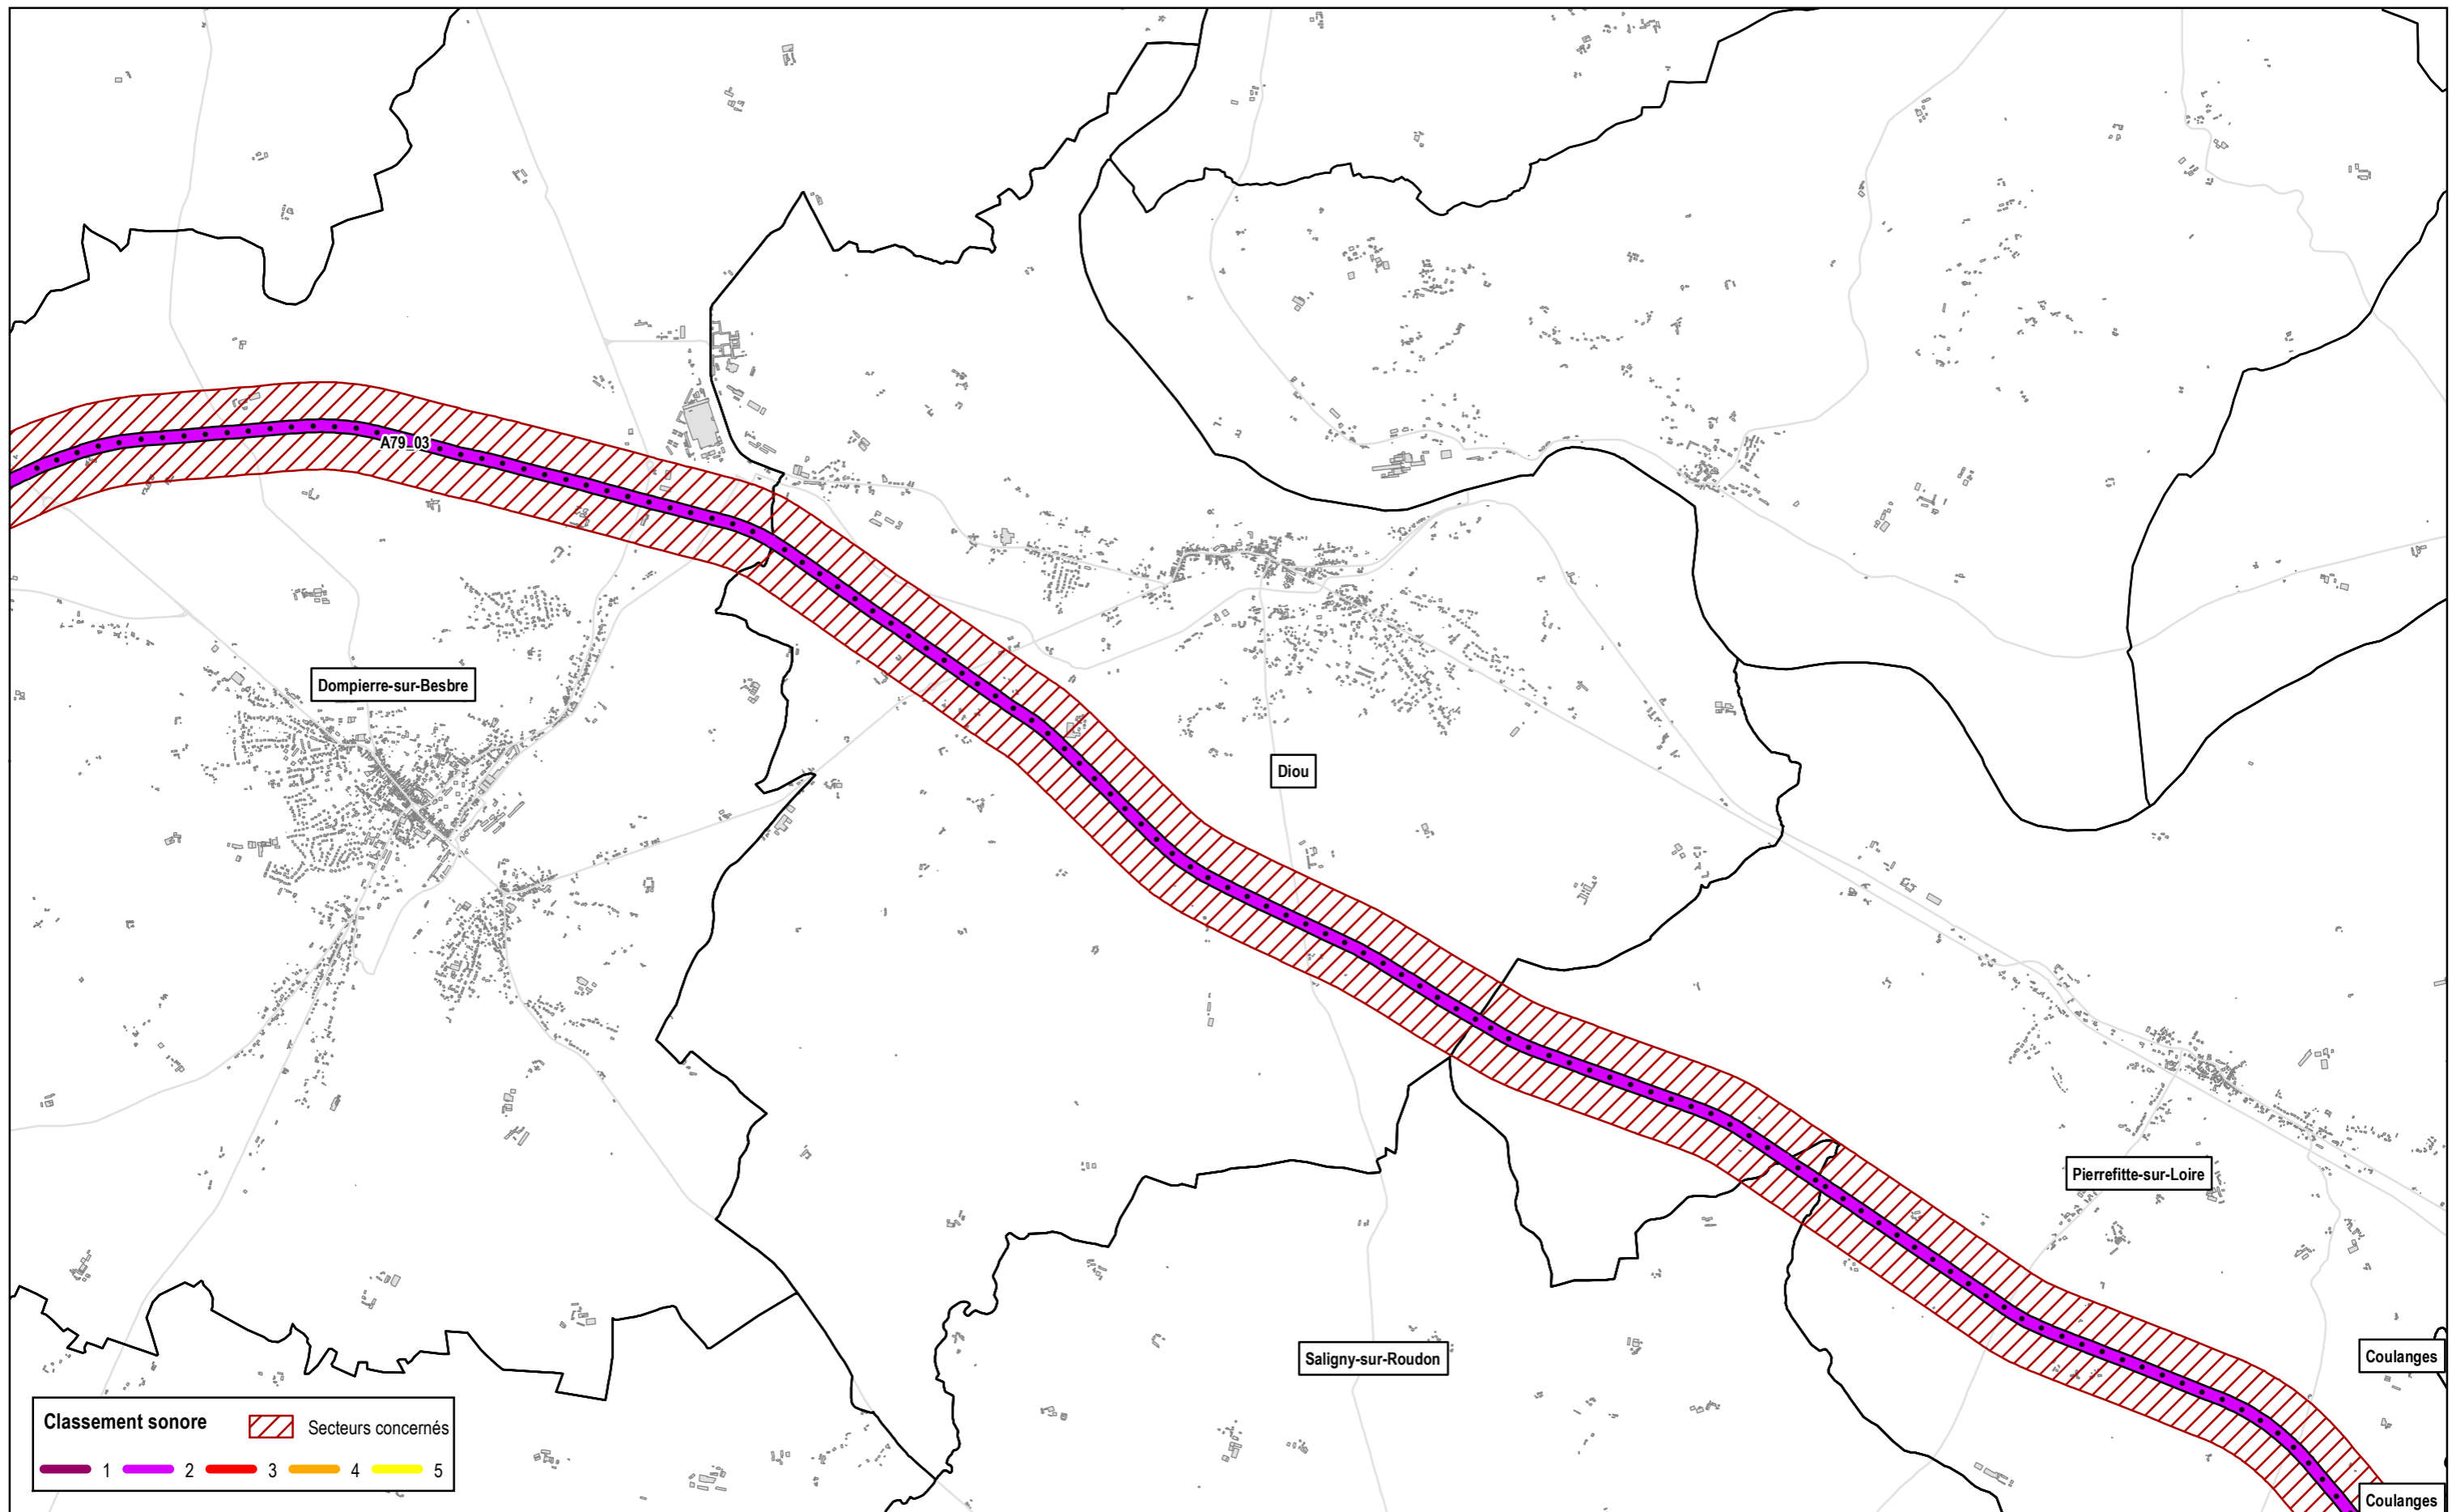 A79_03
Dompierre-sur-Besbre
Diou
Pierrefitte-sur-Loire
Saligny-sur-Roudon
Coulanges
Classement sonore
Secteurs concernés
1 2 3 4 5
Coulanges